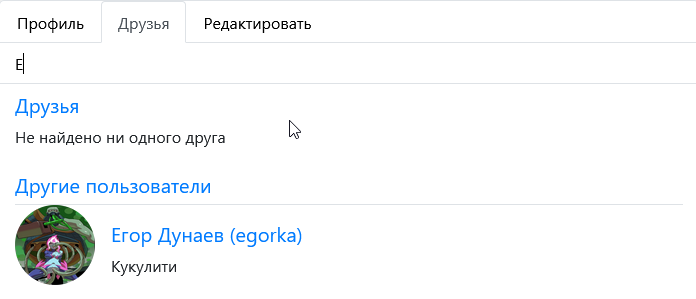 Профиль Друзья Редактировать
Е
Друзья
Не найдено ни одного друга
Другие пользователи
Егор Дунаев (egorka)
Кукулити